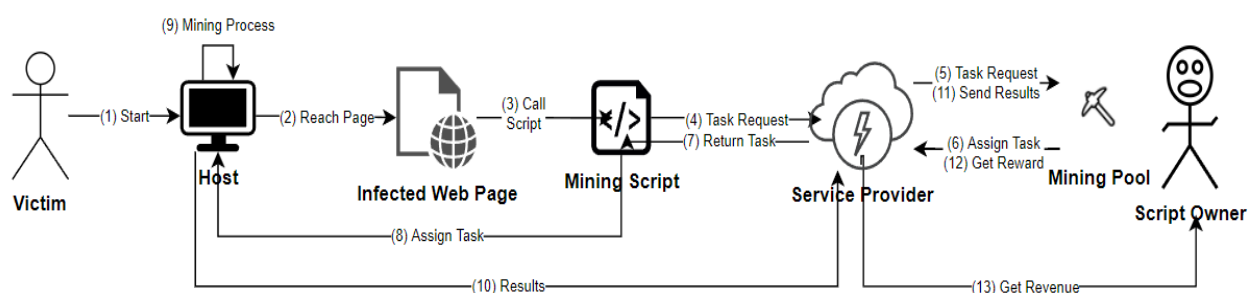 (9) Mining Process
(1) Start
(2) Reach Page
(3) Call
Script
</>
(4) Task Request
(7) Return Task
(5) Task Request
(11) Send Results
(6) Assign Task
(12) Get Reward
Host
Infected Web Page
Mining Script
Service Provider
Mining Pool
Victim
Script Owner
(8) Assign Task
(10) Results
(13) Get Revenue